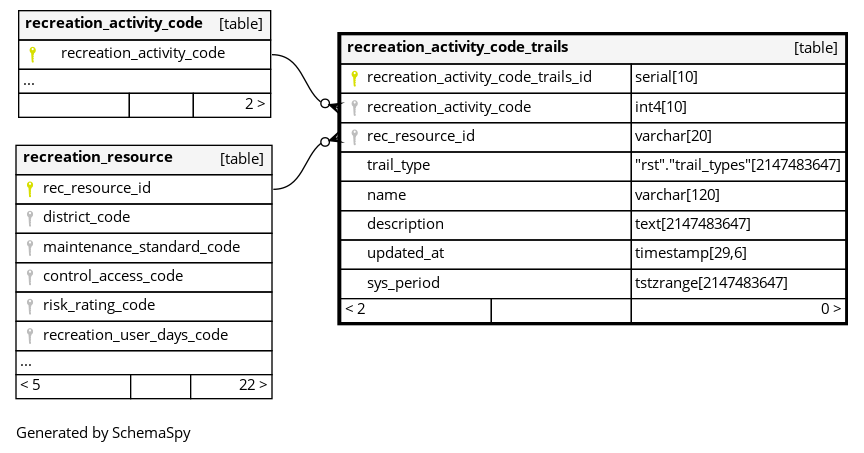 recreation_activity_code [table]
recreation_activity_code
...
2 >
recreation_resource [table]
rec_resource_id
district_code
maintenance_standard_code
control_access_code
risk_rating_code
recreation_user_days_code
...
< 5 22 >
recreation_activity_code_trails [table]
recreation_activity_code_trails_id serial[10]
recreation_activity_code int4[10]
rec_resource_id varchar[20]
trail_type "rst"."trail_types"[2147483647]
name varchar[120]
description text[2147483647]
updated_at timestamp[29,6]
sys_period tstzrange[2147483647]
< 2 0 >
Generated by SchemaSpy